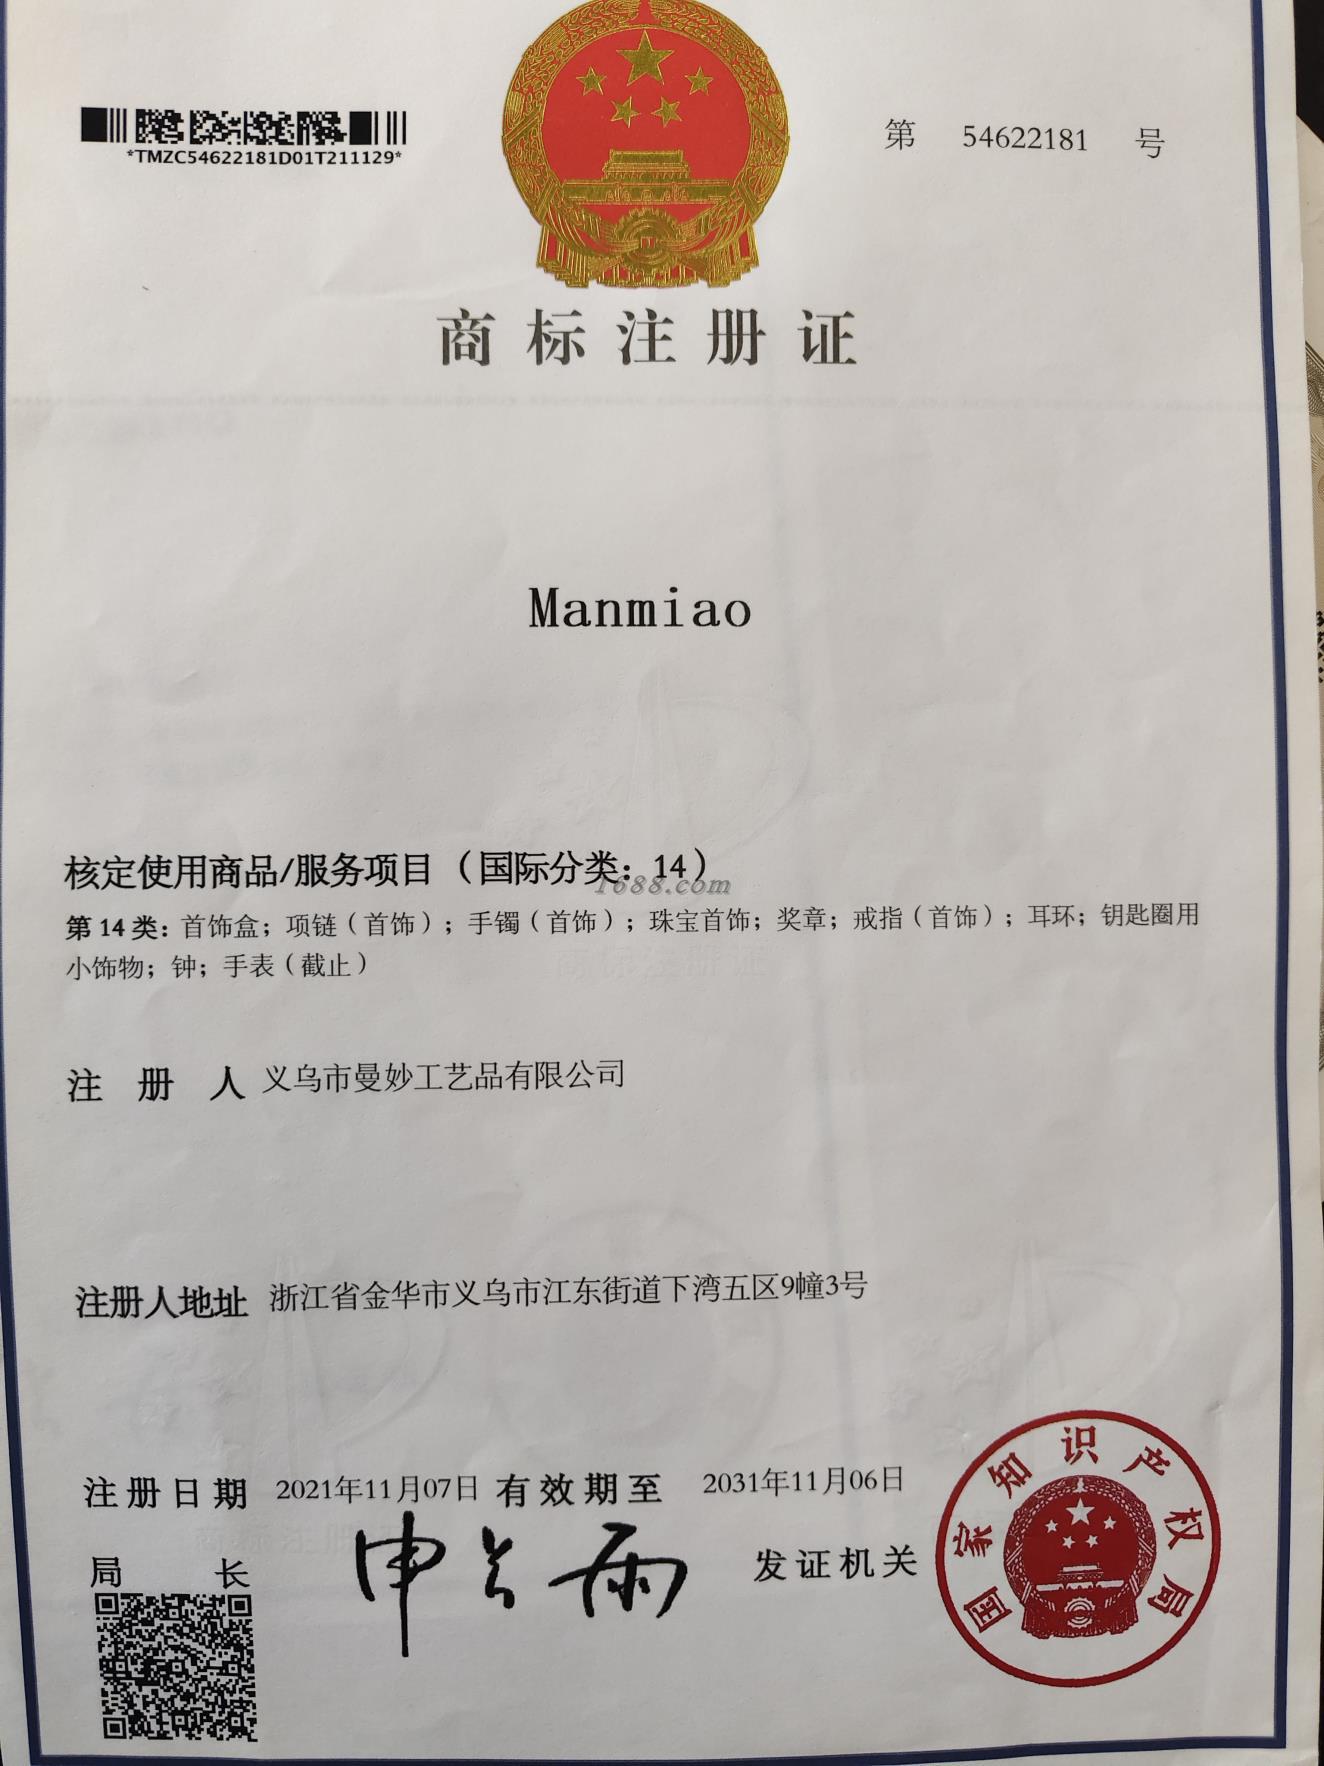 *TMZC54622181D01T211129*
第 54622181 号
商标注册证
Manmiao
核定使用商品/服务项目（国际分类：14）
1688.com
第 14 类：首饰盒；项链（首饰）；手镯（首饰）；珠宝首饰；奖章；戒指（首饰）；耳环；钥匙圈用
小饰物；钟；手表（截止）
注 册 人 义乌市曼妙工艺品有限公司
注册人地址 浙江省金华市义乌市江东街道下湾五区9幢3号
注册日期 2021年11月07日 有效期至 2031年11月06日
局 长 申长雨 发证机关
国家知识产权局